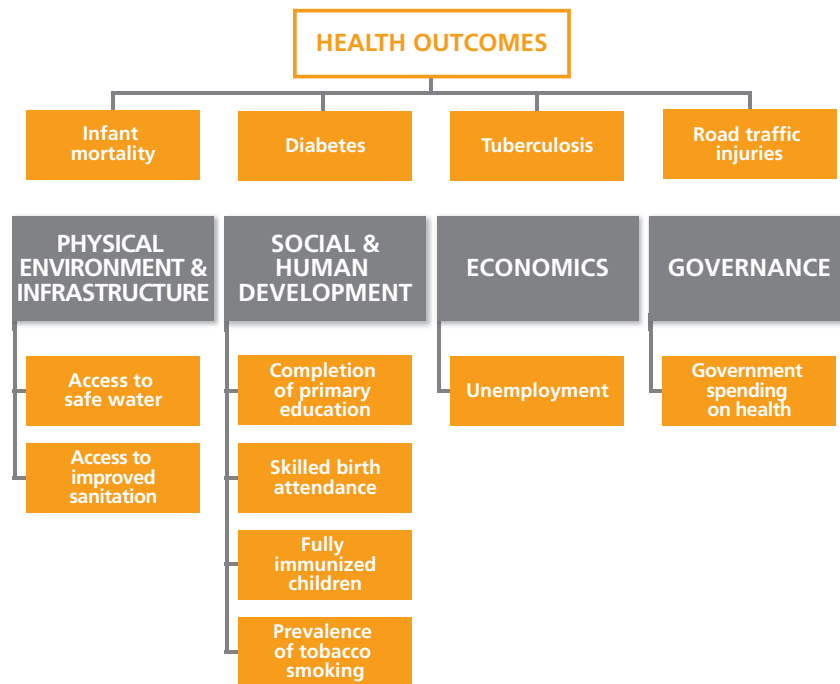 HEALTH OUTCOMES
Infant
mortality
Diabetes
Tuberculosis
Road traffic
injuries
PHYSICAL
ENVIRONMENT &
INFRASTRUCTURE
SOCIAL &
HUMAN
DEVELOPMENT
ECONOMICS
GOVERNANCE
Access to
safe water
Access to
improved
sanitation
Completion
of primary
education
Skilled birth
attendance
Fully
immunized
children
Prevalence
of tobacco
smoking
Unemployment
Government
spending
on health